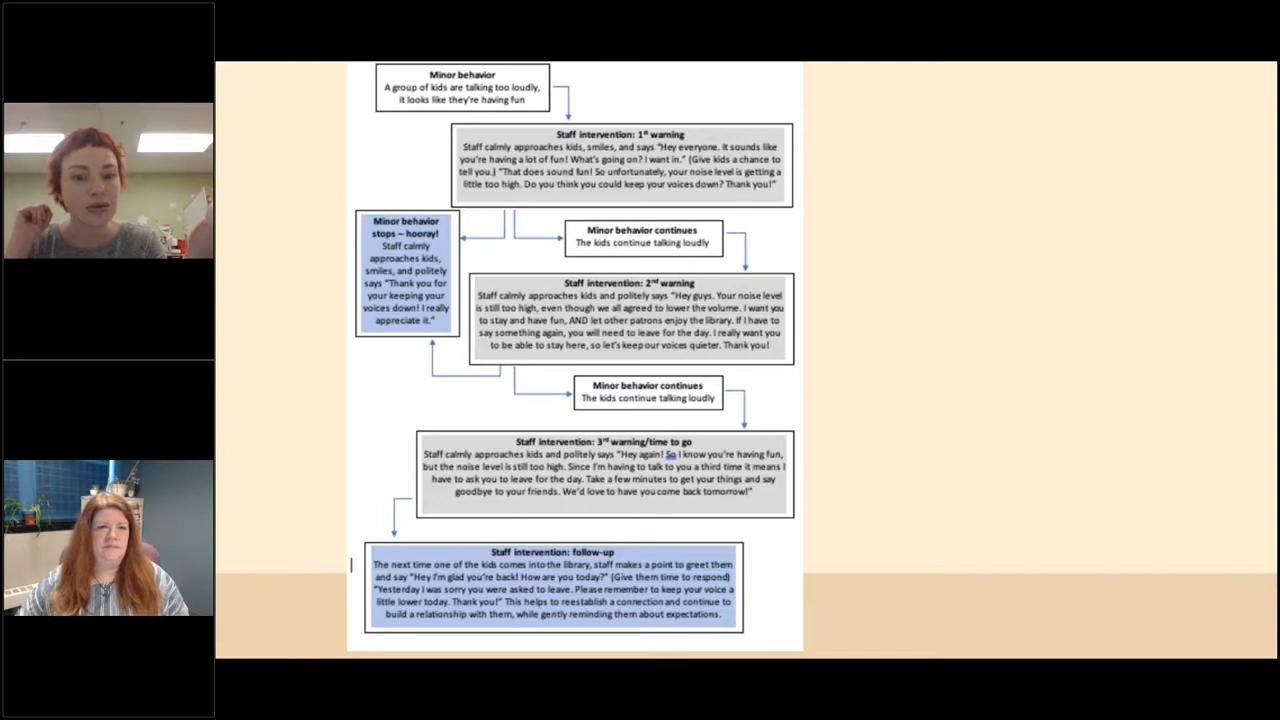 Minor behavior
A group of kids are talking too loudly,
it looks like they're having fun
Staff intervention: 1st warning
Staff calmly approaches kids, smiles, and says "Hey everyone. It sounds like
you're having a lot of fun! What's going on? I want in." (Give kids a chance to
tell you.) "That does sound fun! So unfortunately, your noise level is getting a
little too high. Do you think you could keep your voices down? Thank you!"
Minor behavior
stops – hooray!
Staff calmly
approaches kids,
smiles, and politely
says "Thank you for
your keeping your
voices down! I really
appreciate it."
Minor behavior continues
The kids continue talking loudly
Staff intervention: 2nd warning
Staff calmly approaches kids and politely says "Hey guys. Your noise level
is still too high, even though we all agreed to lower the volume. I want you
to stay and have fun, AND let other patrons enjoy the library. If I have to
say something again, you will need to leave for the day. I really want you
to be able to stay here, so let's keep our voices quieter. Thank you!
Minor behavior continues
The kids continue talking loudly
Staff intervention: 3rd warning/time to go
Staff calmly approaches kids and politely says "Hey again! So I know you're having fun,
but the noise level is still too high. Since I'm having to talk to you a third time it means I
have to ask you to leave for the day. Take a few minutes to get your things and say
goodbye to your friends. We'd love to have you come back tomorrow!"
Staff intervention: follow-up
The next time one of the kids comes into the library, staff makes a point to greet them
and say "Hey I'm glad you're back! How are you today?" (Give them time to respond)
"Yesterday I was sorry you were asked to leave. Please remember to keep your voice a
little lower today. Thank you!" This helps to reestablish a connection and continue to
build a relationship with them, while gently reminding them about expectations.